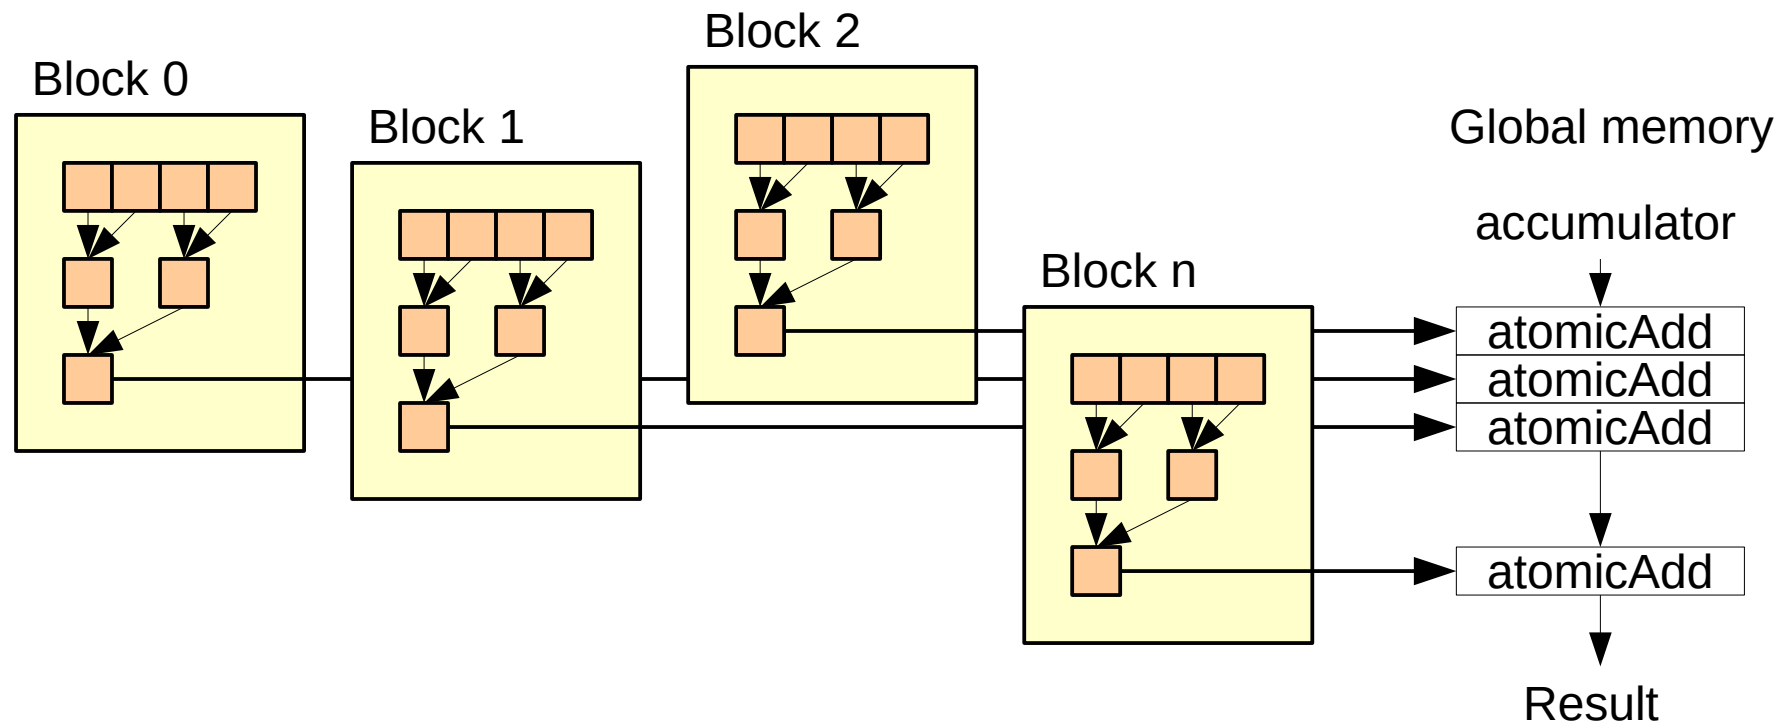 Block 0
Block 1
Block 2
Block n
Global memory
accumulator
atomicAdd
atomicAdd
atomicAdd
atomicAdd
Result